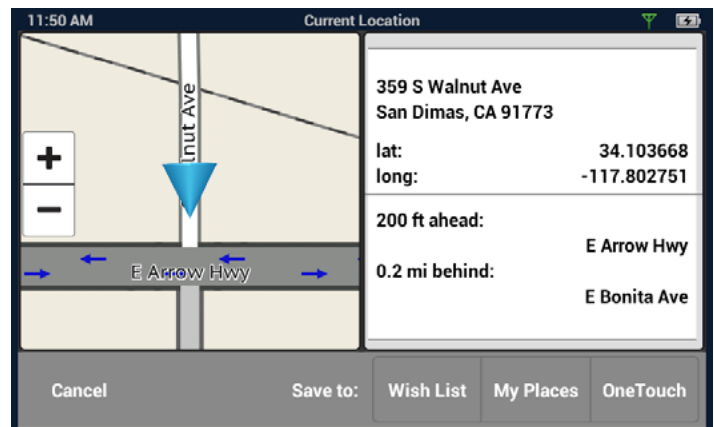 11:50 AM
Current Location
nut Ave
+
−
E Arrow Hwy
359 S Walnut Ave
San Dimas, CA 91773
lat: 34.103668
long: -117.802751
200 ft ahead:
E Arrow Hwy
0.2 mi behind:
E Bonita Ave
Cancel
Save to:
Wish List
My Places
OneTouch